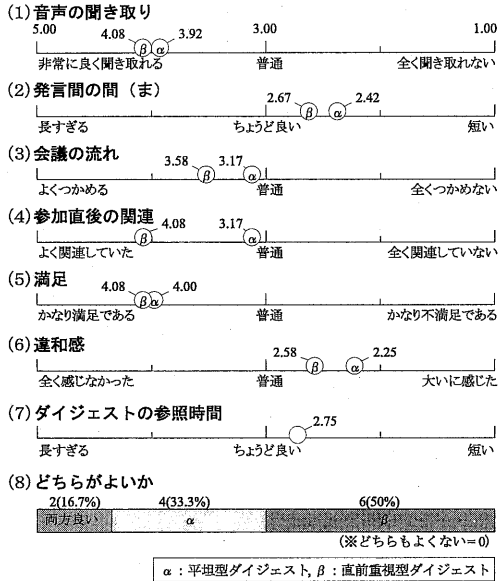 (1)音声の聞き取り
5.00 4.08 3.92 3.00 1.00
β α
非常に良く聞き取れる 普通 全く聞き取れない
(2)発言間の間（ま）
2.67 2.42
β α
長すぎる ちょうど良い 短い
(3)会議の流れ
3.58 3.17
β α
よくつかめる 普通 全くつかめない
(4)参加直後の関連
4.08 3.17
β α
よく関連していた 普通 全く関連していない
(5)満足
4.08 4.00
β α
かなり満足である 普通 かなり不満足である
(6)違和感
2.58 2.25
β α
全く感じなかった 普通 大いに感じた
(7)ダイジェストの参照時間
2.75
長すぎる ちょうど良い 短い
(8)どちらがよいか
2(16.7%) 4(33.3%) 6(50%)
両方良い α β
(※どちらもよくない=0)
α：平坦型ダイジェスト, β：直前重視型ダイジェスト